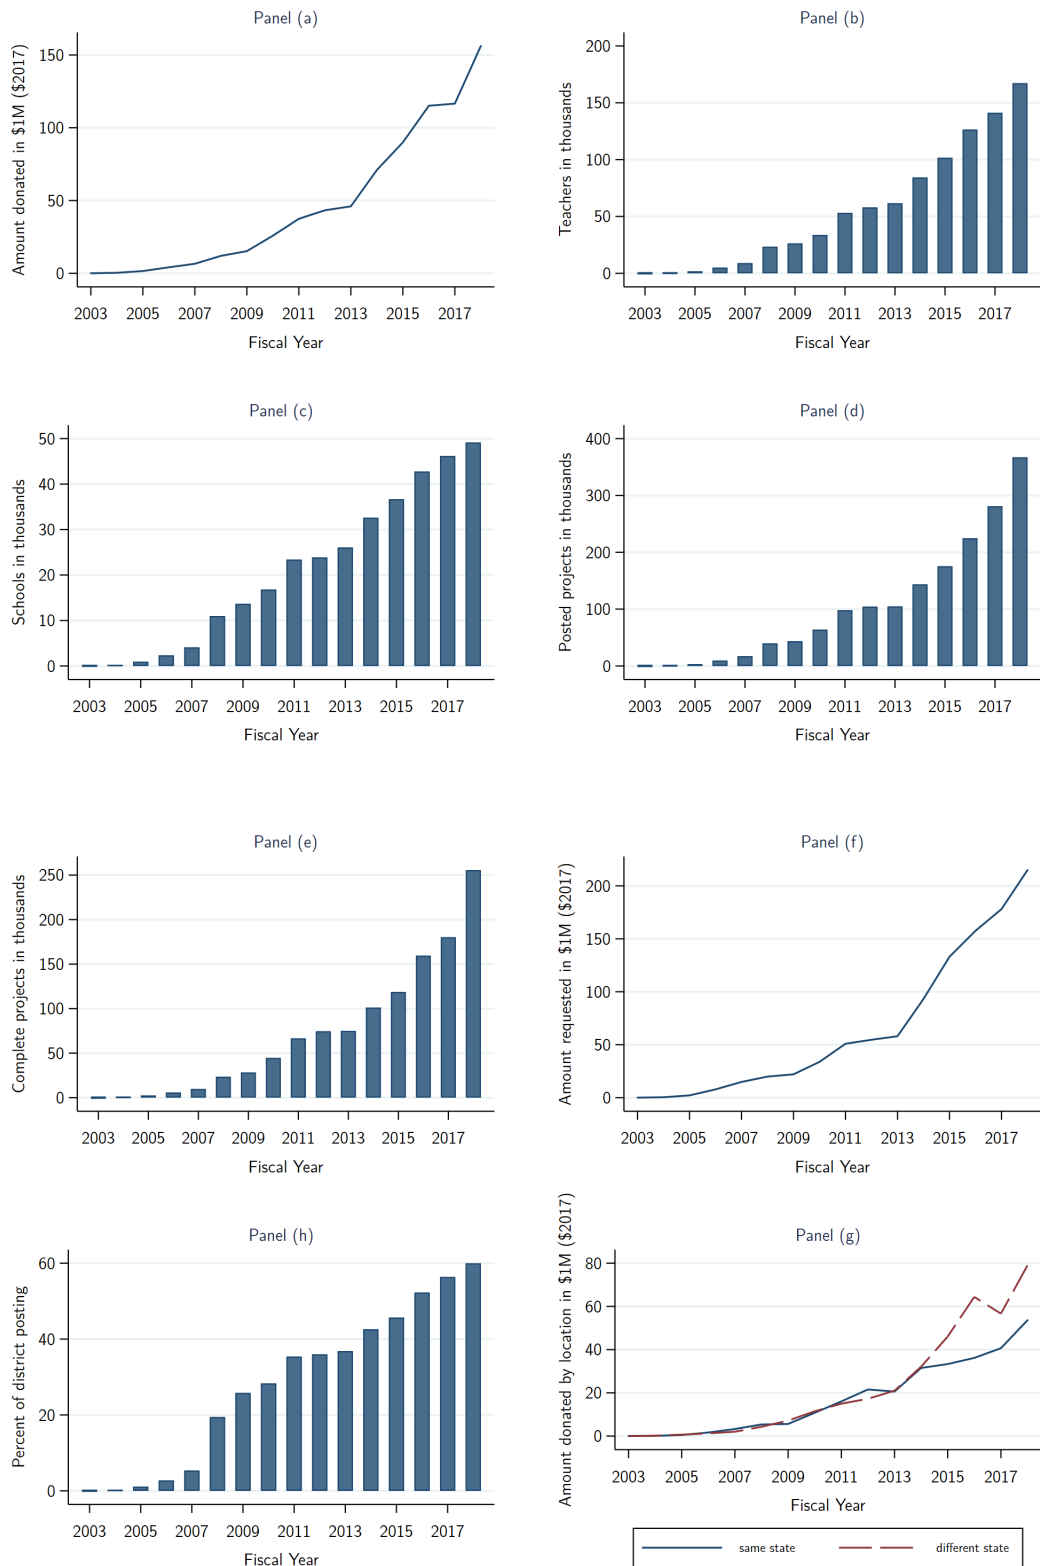 Panel (a)
Amount donated in $1M ($2017)
150
100
50
0
2003 2005 2007 2009 2011 2013 2015 2017
Fiscal Year
Panel (b)
Teachers in thousands
200
150
100
50
0
2003 2005 2007 2009 2011 2013 2015 2017
Fiscal Year
Panel (c)
Schools in thousands
50
40
30
20
10
0
2003 2005 2007 2009 2011 2013 2015 2017
Fiscal Year
Panel (d)
Posted projects in thousands
400
300
200
100
0
2003 2005 2007 2009 2011 2013 2015 2017
Fiscal Year
Panel (e)
Complete projects in thousands
250
200
150
100
50
0
2003 2005 2007 2009 2011 2013 2015 2017
Fiscal Year
Panel (f)
Amount requested in $1M ($2017)
200
150
100
50
0
2003 2005 2007 2009 2011 2013 2015 2017
Fiscal Year
Panel (h)
Percent of district posting
60
40
20
0
2003 2005 2007 2009 2011 2013 2015 2017
Fiscal Year
Panel (g)
Amount donated by location in $1M ($2017)
80
60
40
20
0
2003 2005 2007 2009 2011 2013 2015 2017
Fiscal Year
same state different state